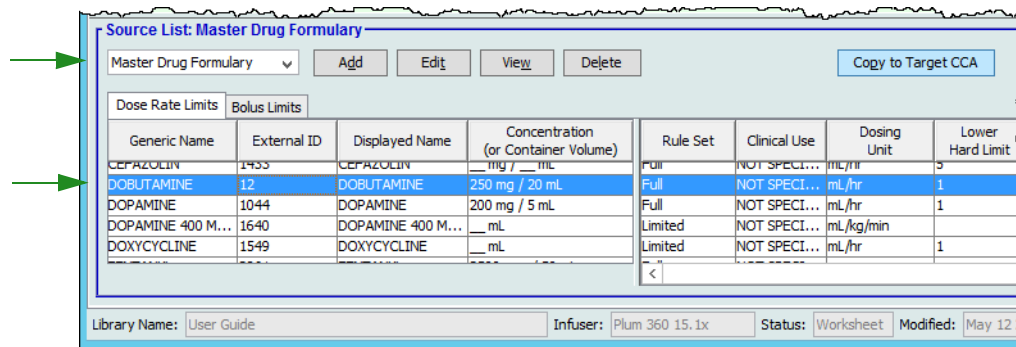 Source List: Master Drug Formulary
Master Drug Formulary Add Edit View Delete Copy to Target CCA
Dose Rate Limits Bolus Limits
Generic Name External ID Displayed Name Concentration (or Container Volume) Rule Set Clinical Use Dosing Unit Lower Hard Limit
CEFAZOLIN 1433 CEFAZOLIN __ mg / __ mL Full NOT SPECI... mL/hr 5
DOBUTAMINE 12 DOBUTAMINE 250 mg / 20 mL Full NOT SPECI... mL/hr 1
DOPAMINE 1044 DOPAMINE 200 mg / 5 mL Full NOT SPECI... mL/hr 1
DOPAMINE 400 M... 1640 DOPAMINE 400 M... __ mL Limited NOT SPECI... mL/kg/min
DOXYCYCLINE 1549 DOXYCYCLINE __ mL Limited NOT SPECI... mL/hr 1
Library Name: User Guide Infuser: Plum 360 15.1x Status: Worksheet Modified: May 12